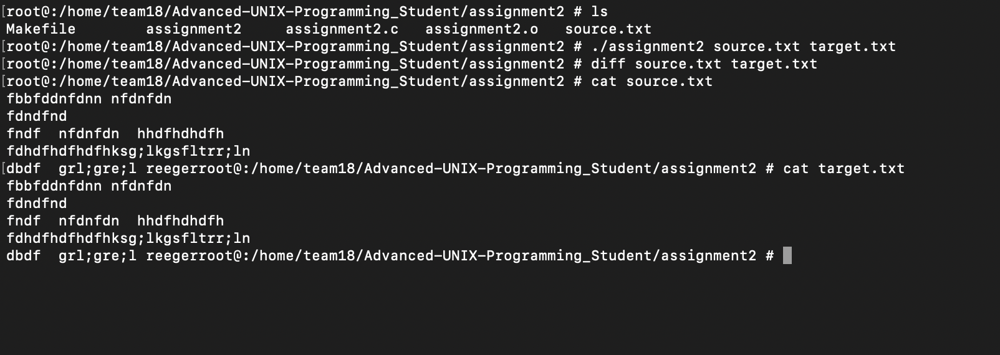 [root@:/home/team18/Advanced-UNIX-Programming_Student/assignment2 # ls
Makefile        assignment2     assignment2.c   assignment2.o   source.txt
[root@:/home/team18/Advanced-UNIX-Programming_Student/assignment2 # ./assignment2 source.txt target.txt
[root@:/home/team18/Advanced-UNIX-Programming_Student/assignment2 # diff source.txt target.txt
[root@:/home/team18/Advanced-UNIX-Programming_Student/assignment2 # cat source.txt
fbbfddnfdnn nfdnfdn
fdndfnd
fndf  nfdnfdn  hhdfhdhdfh
fdhdfhdfhdfhksg;lkgsfltrr;ln
[dbdf  grl;gre;l reegerroot@:/home/team18/Advanced-UNIX-Programming_Student/assignment2 # cat target.txt
fbbfddnfdnn nfdnfdn
fdndfnd
fndf  nfdnfdn  hhdfhdhdfh
fdhdfhdfhdfhksg;lkgsfltrr;ln
dbdf  grl;gre;l reegerroot@:/home/team18/Advanced-UNIX-Programming_Student/assignment2 #